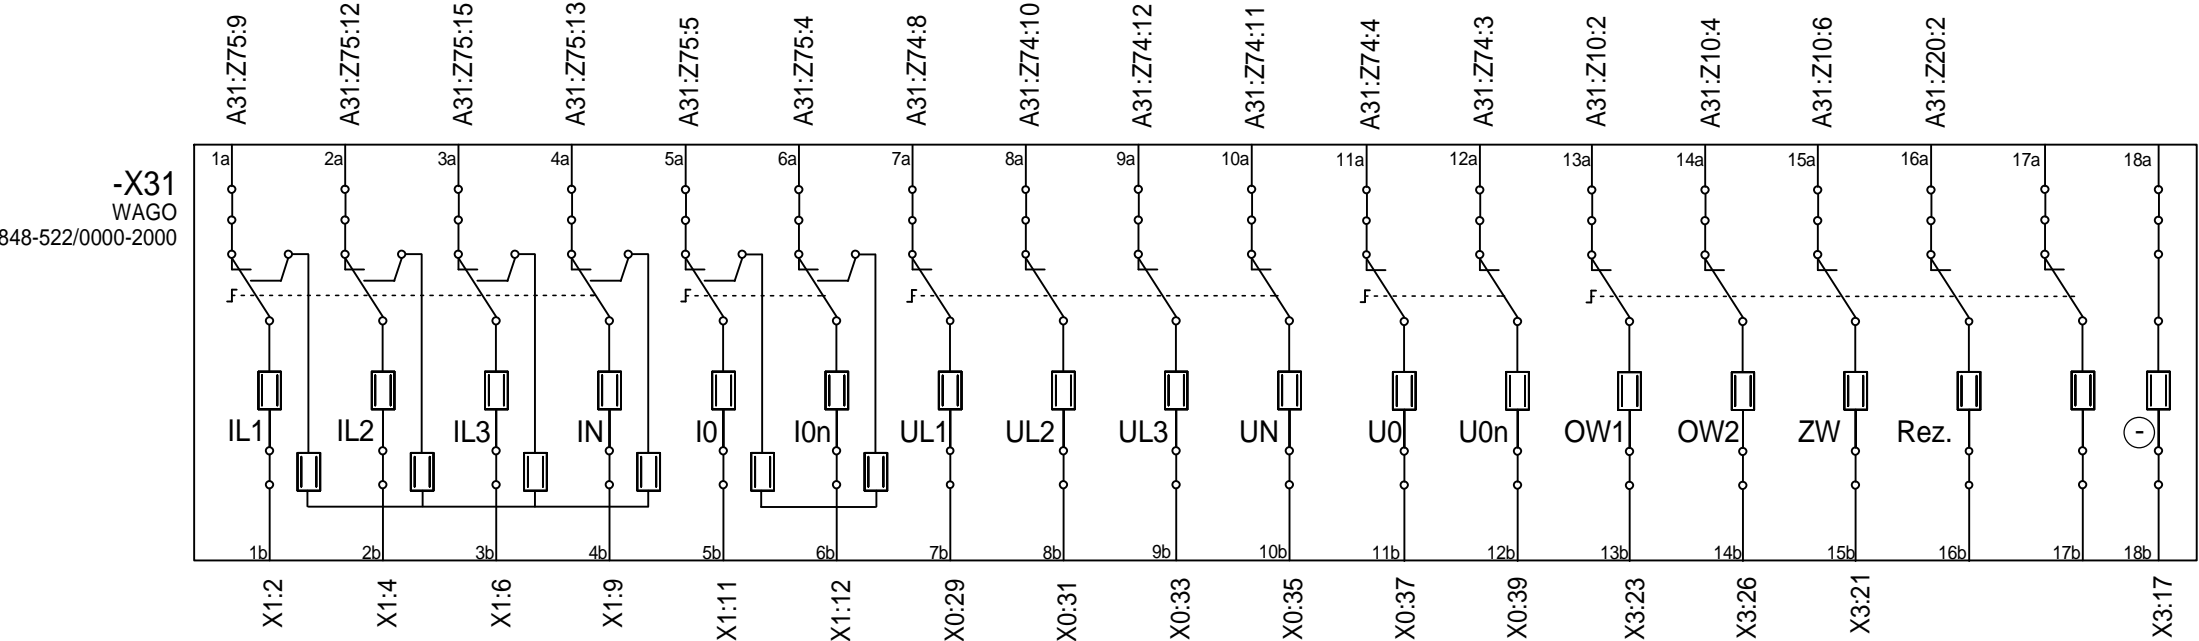 A31:Z75:9
A31:Z75:12
A31:Z75:15
A31:Z75:13
A31:Z75:5
A31:Z75:4
A31:Z74:8
A31:Z74:10
A31:Z74:12
A31:Z74:11
A31:Z74:4
A31:Z74:3
A31:Z10:2
A31:Z10:4
A31:Z10:6
A31:Z20:2
1a 2a 3a 4a 5a 6a 7a 8a 9a 10a 11a 12a 13a 14a 15a 16a 17a 18a
-X31
WAGO
848-522/0000-2000
IL1 IL2 IL3 IN I0 I0n UL1 UL2 UL3 UN U0 U0n OW1 OW2 ZW Rez. -
1b 2b 3b 4b 5b 6b 7b 8b 9b 10b 11b 12b 13b 14b 15b 16b 17b 18b
X1:2
X1:4
X1:6
X1:9
X1:11
X1:12
X0:29
X0:31
X0:33
X0:35
X0:37
X0:39
X3:23
X3:26
X3:21
X3:17